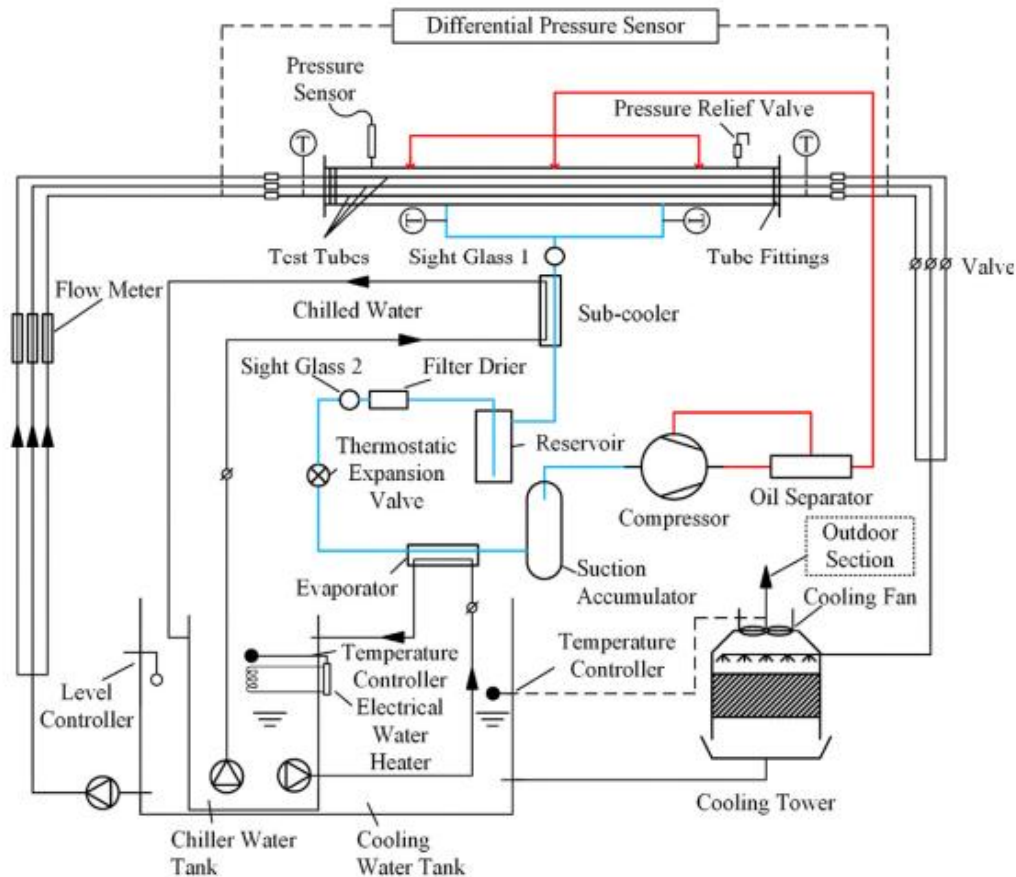 Differential Pressure Sensor
Pressure
Sensor
Pressure Relief Valve
T
T
T
T
Test Tubes
Sight Glass 1
Tube Fittings
Valve
Flow Meter
Chilled Water
Sub-cooler
Sight Glass 2
Filter Drier
Thermostatic
Expansion
Valve
Reservoir
Compressor
Oil Separator
Outdoor
Section
Evaporator
Suction
Accumulator
Cooling Fan
Temperature
Controller
Temperature
Controller
Level
Controller
Electrical
Water
Heater
Cooling Tower
Chiller Water
Tank
Cooling
Water Tank